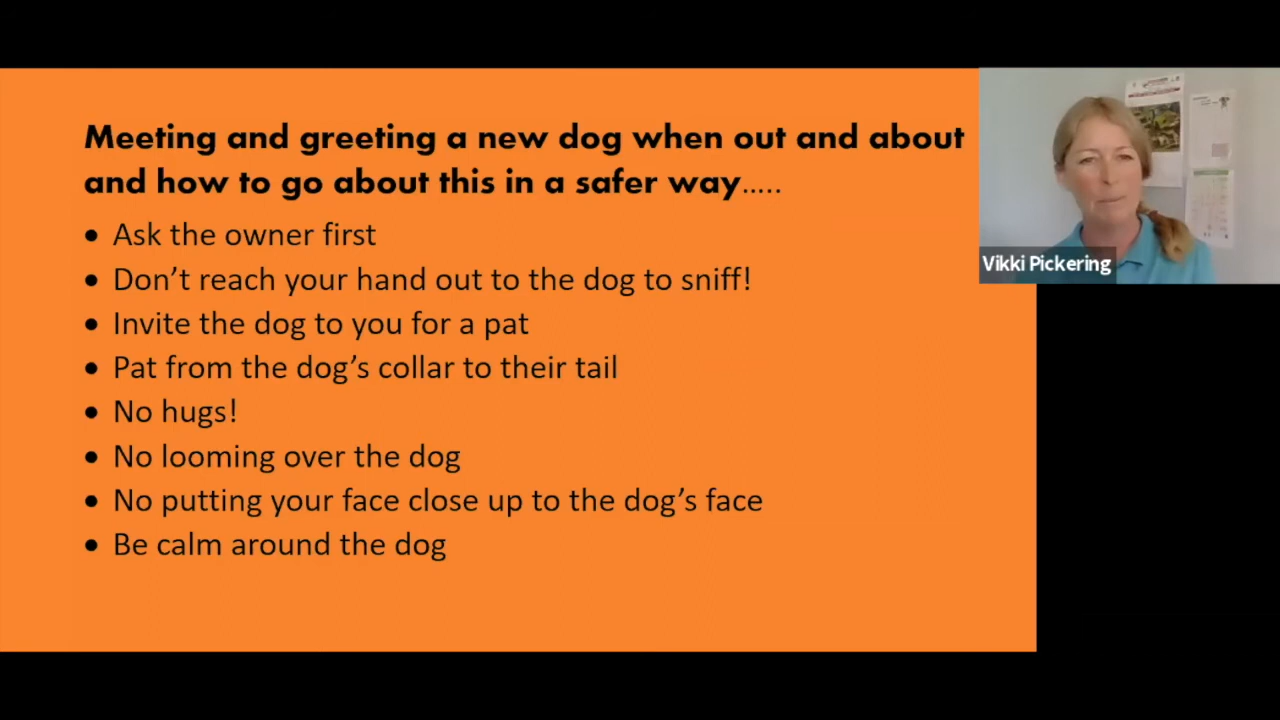 Meeting and greeting a new dog when out and about
and how to go about this in a safer way.....
• Ask the owner first
• Don’t reach your hand out to the dog to sniff!
• Invite the dog to you for a pat
• Pat from the dog’s collar to their tail
• No hugs!
• No looming over the dog
• No putting your face close up to the dog’s face
• Be calm around the dog
Vikki Pickering